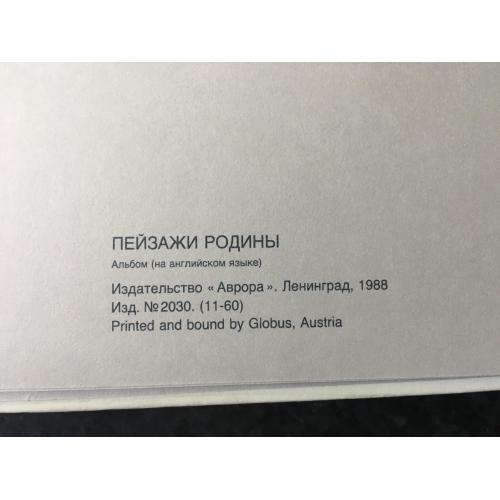 ПЕЙЗАЖИ РОДИНЫ
Альбом (на английском языке)
Издательство «Аврора». Ленинград, 1988
Изд. №2030. (11-60)
Printed and bound by Globus, Austria